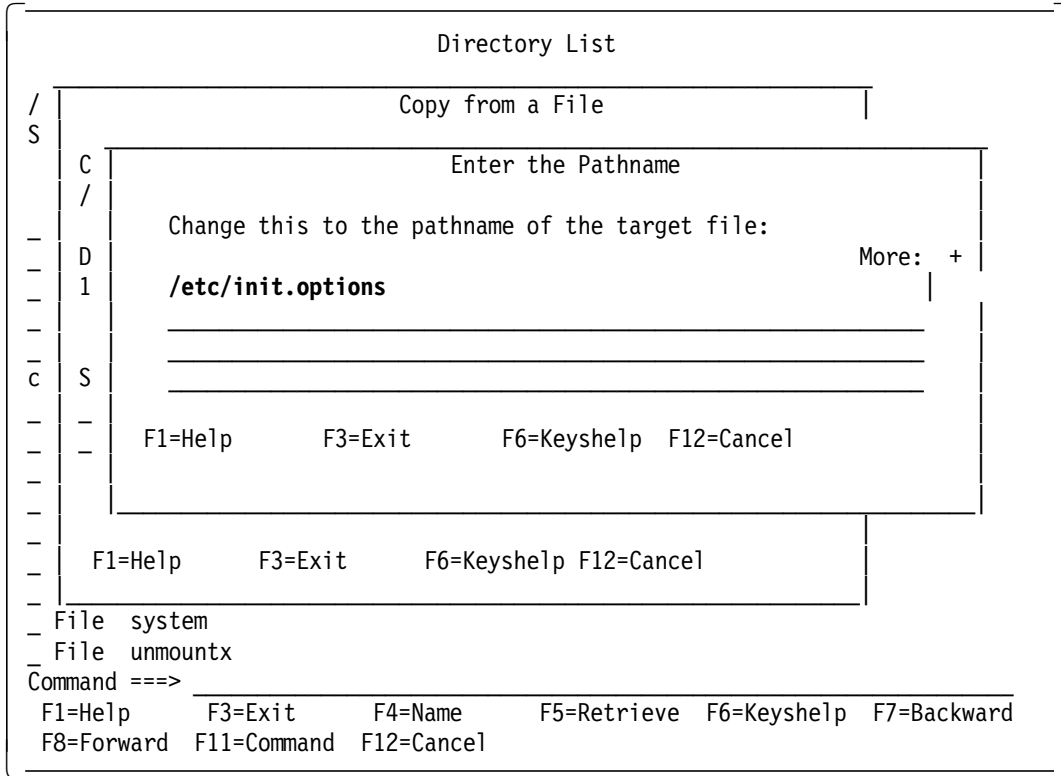 Directory List
/ Copy from a File
S
C Enter the Pathname
/
_ Change this to the pathname of the target file:
_ D More: +
_ 1 /etc/init.options
_
_
c S
_ _
_ _ F1=Help F3=Exit F6=Keyshelp F12=Cancel
_
_
_
_ F1=Help F3=Exit F6=Keyshelp F12=Cancel
_
_ File system
_ File unmountx
Command ===>
F1=Help F3=Exit F4=Name F5=Retrieve F6=Keyshelp F7=Backward
F8=Forward F11=Command F12=Cancel